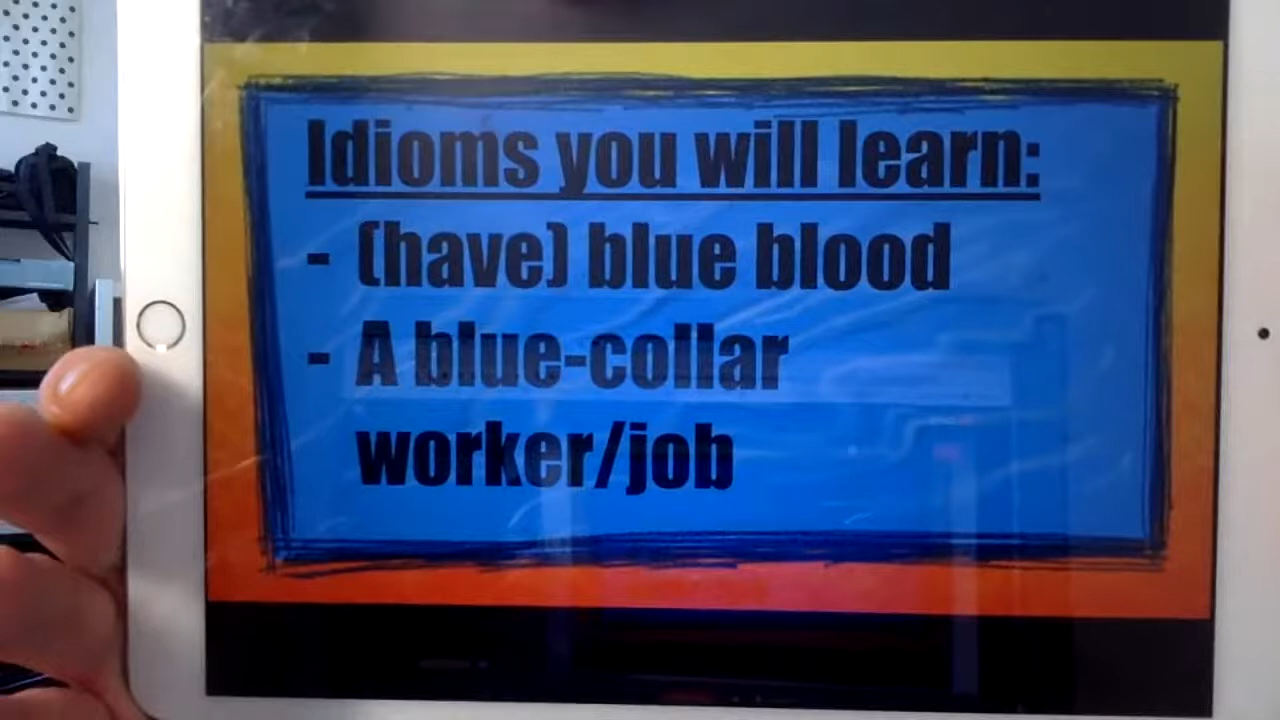 Idioms you will learn:
- (have) blue blood
- A blue-collar
worker/job